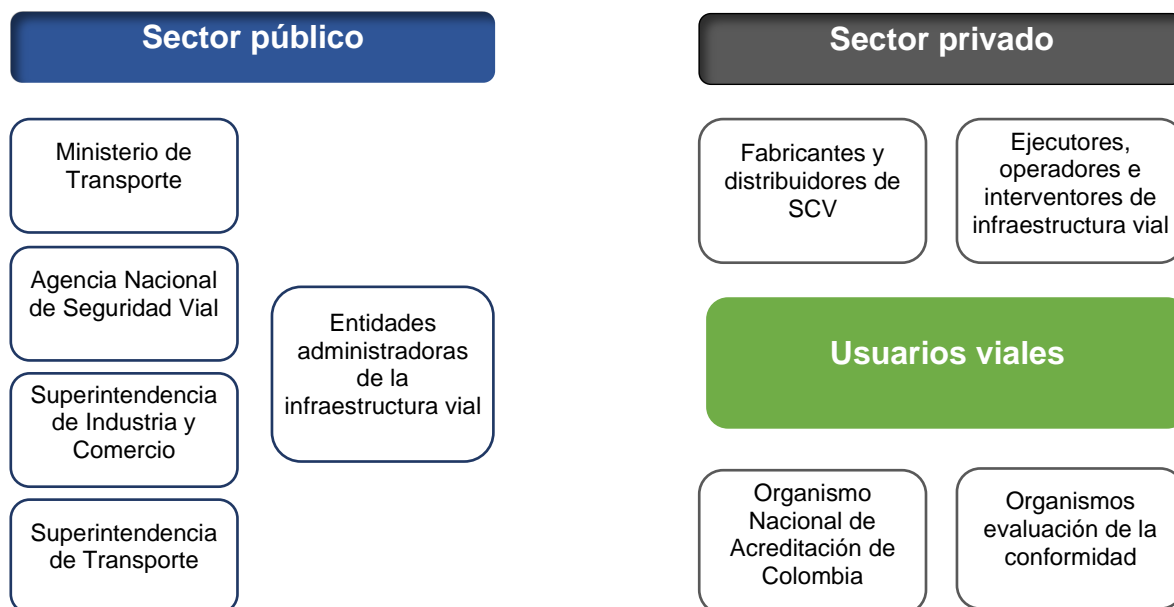 Sector público
Ministerio de
Transporte
Agencia Nacional
de Seguridad Vial
Superintendencia
de Industria y
Comercio
Superintendencia
de Transporte
Entidades
administradoras
de la
infraestructura vial
Sector privado
Fabricantes y
distribuidores de
SCV
Ejecutores,
operadores e
interventores de
infraestructura vial
Usuarios viales
Organismo
Nacional de
Acreditación de
Colombia
Organismos
evaluación de la
conformidad